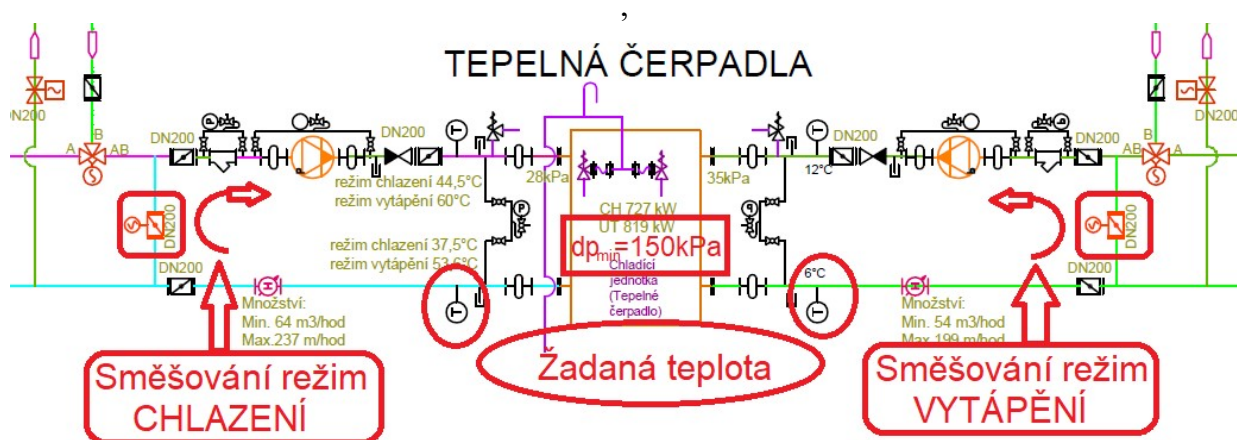 ,
TEPELNÁ ČERPADLA
DN200
DN200
B
A
AB
DN200
P
DN200
T
28kPa
35kPa
T
12°C
DN200
DN200
B
AB
A
režim chlazení 44,5°C
režim vytápění 60°C
CH 727 kW
UT 819 kW
dpmin=150kPa
P
DN200
DN200
režim chlazení 37,5°C
režim vytápění 53,6°C
Chladící
jednotka
(Tepelné
čerpadlo)
6°C
DN200
DN200
T
T
Množství:
Min. 64 m3/hod
Max.237 m/hod
Množství:
Min. 54 m3/hod
Max.199 m/hod
Žadaná teplota
Směšování režim
CHLAZENÍ
Směšování režim
VYTÁPĚNÍ